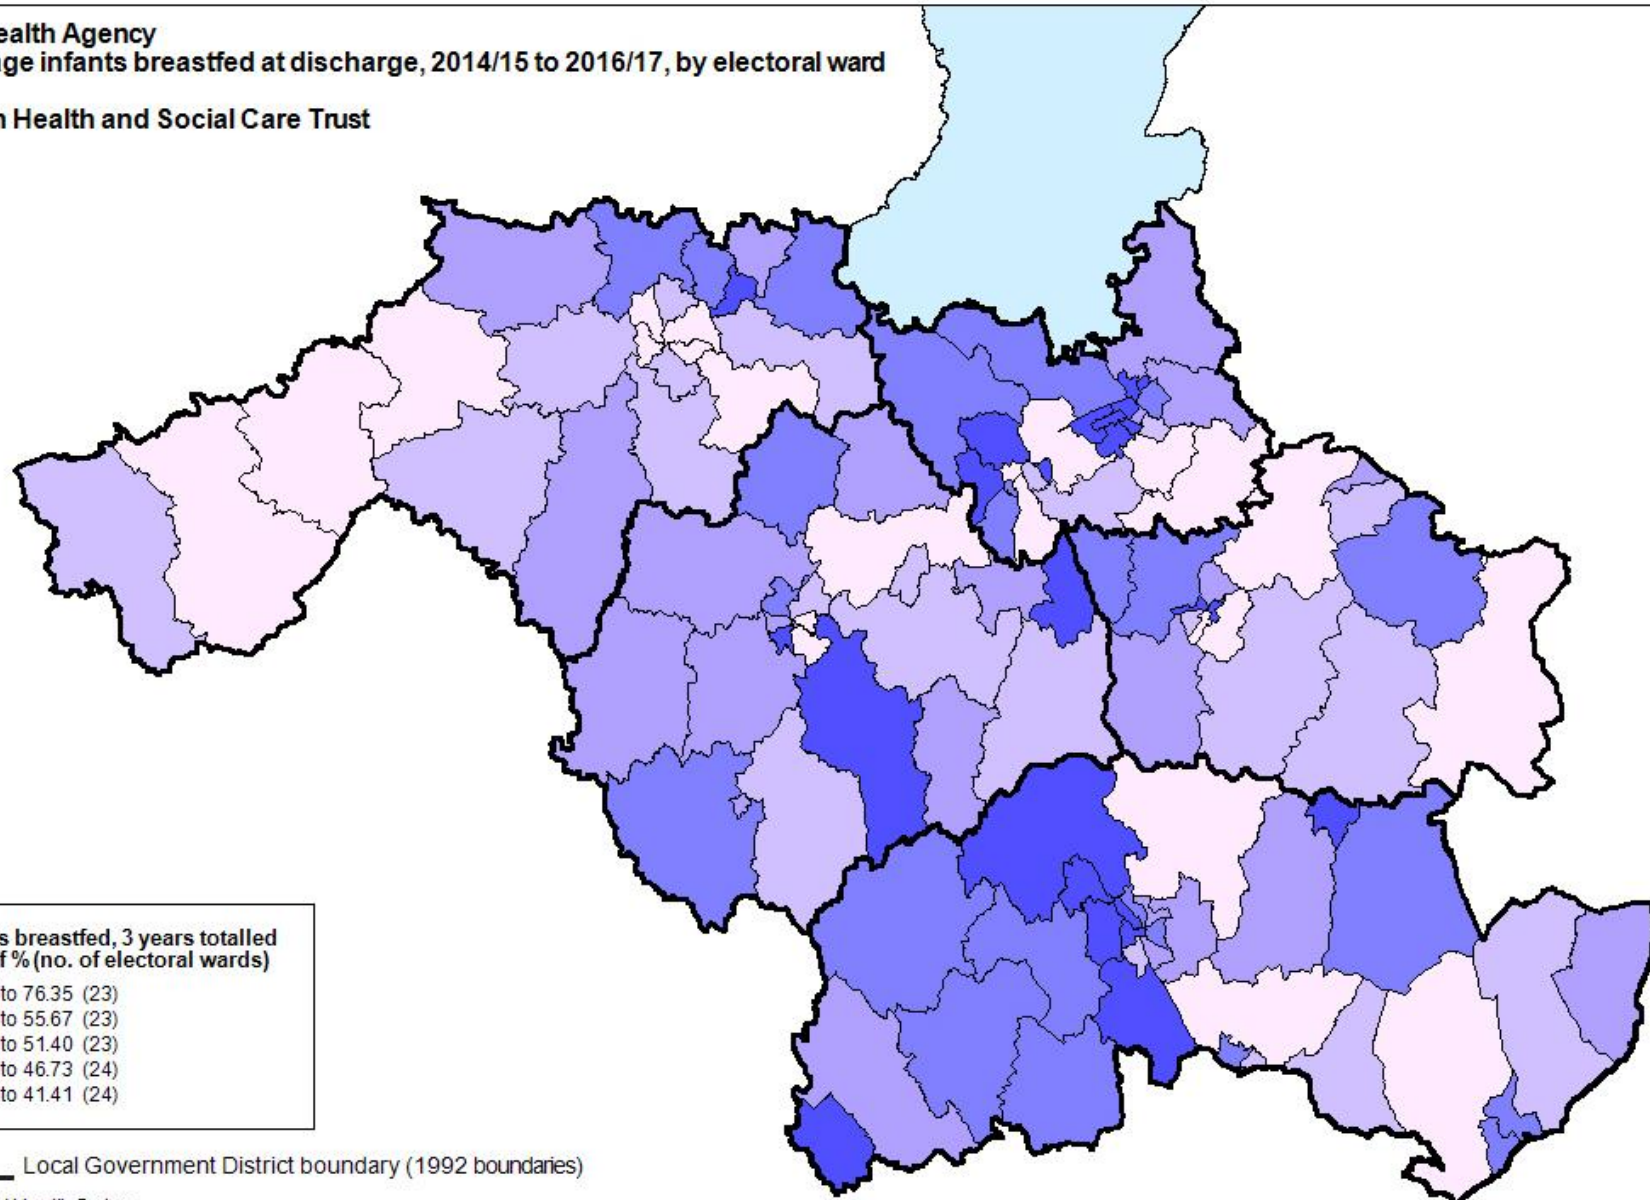 ealth Agency
ge infants breastfed at discharge, 2014/15 to 2016/17, by electoral ward
n Health and Social Care Trust
s breastfed, 3 years totalled
f % (no. of electoral wards)
to 76.35 (23)
to 55.67 (23)
to 51.40 (23)
to 46.73 (24)
to 41.41 (24)
Local Government District boundary (1992 boundaries)